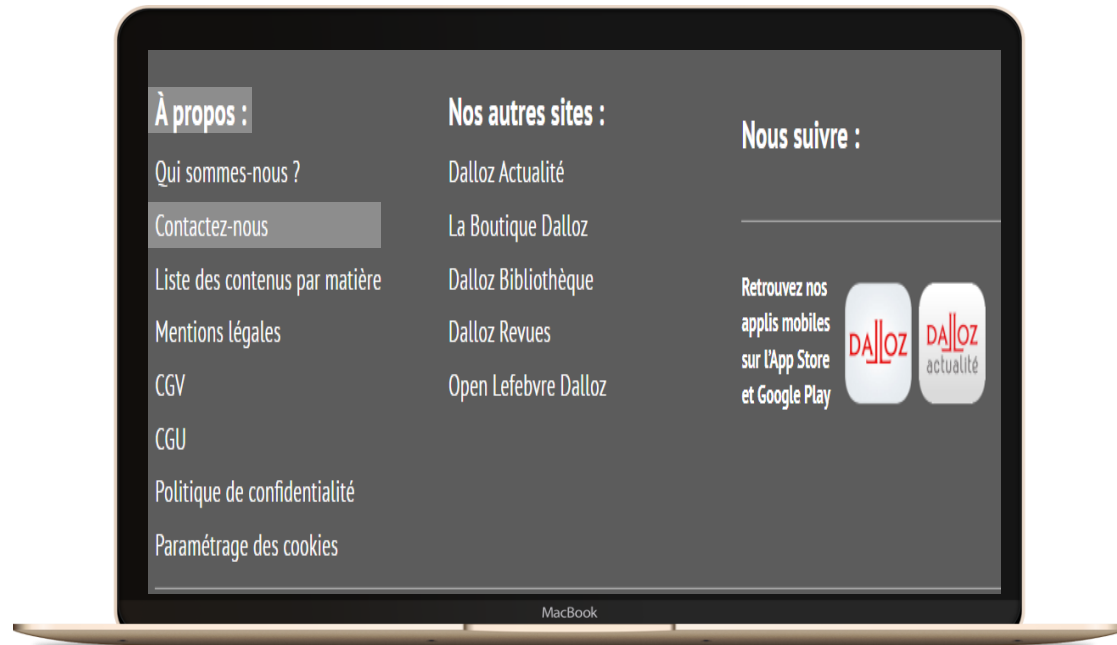 À propos :
Qui sommes-nous ?
Contactez-nous
Liste des contenus par matière
Mentions légales
CGV
CGU
Politique de confidentialité
Paramétrage des cookies
Nos autres sites :
Dalloz Actualité
La Boutique Dalloz
Dalloz Bibliothèque
Dalloz Revues
Open Lefebvre Dalloz
Nous suivre :
Retrouvez nos
applis mobiles
sur l'App Store
et Google Play
DALLOZ
DALLOZ
actualité
MacBook